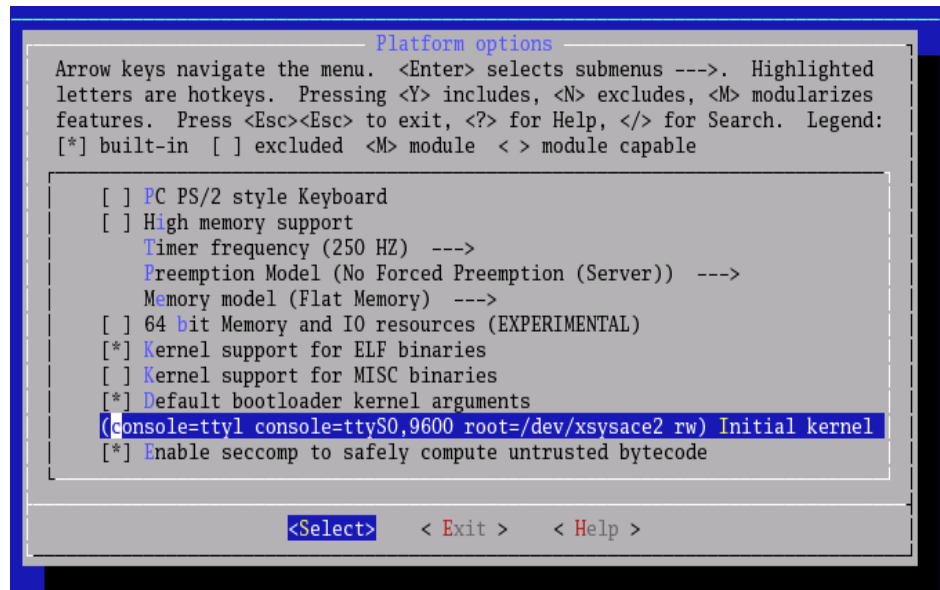 Platform options
Arrow keys navigate the menu. <Enter> selects submenus --->. Highlighted
letters are hotkeys. Pressing <Y> includes, <N> excludes, <M> modularizes
features. Press <Esc><Esc> to exit, <?> for Help, </> for Search. Legend:
[*] built-in [ ] excluded <M> module < > module capable
[ ] PC PS/2 style Keyboard
[ ] High memory support
Timer frequency (250 HZ) --->
Preemption Model (No Forced Preemption (Server)) --->
Memory model (Flat Memory) --->
[ ] 64 bit Memory and IO resources (EXPERIMENTAL)
[*] Kernel support for ELF binaries
[ ] Kernel support for MISC binaries
[*] Default bootloader kernel arguments
(console=tty1 console=ttyS0,9600 root=/dev/xsysace2 rw) Initial kernel
[*] Enable seccomp to safely compute untrusted bytecode
<Select> < Exit > < Help >